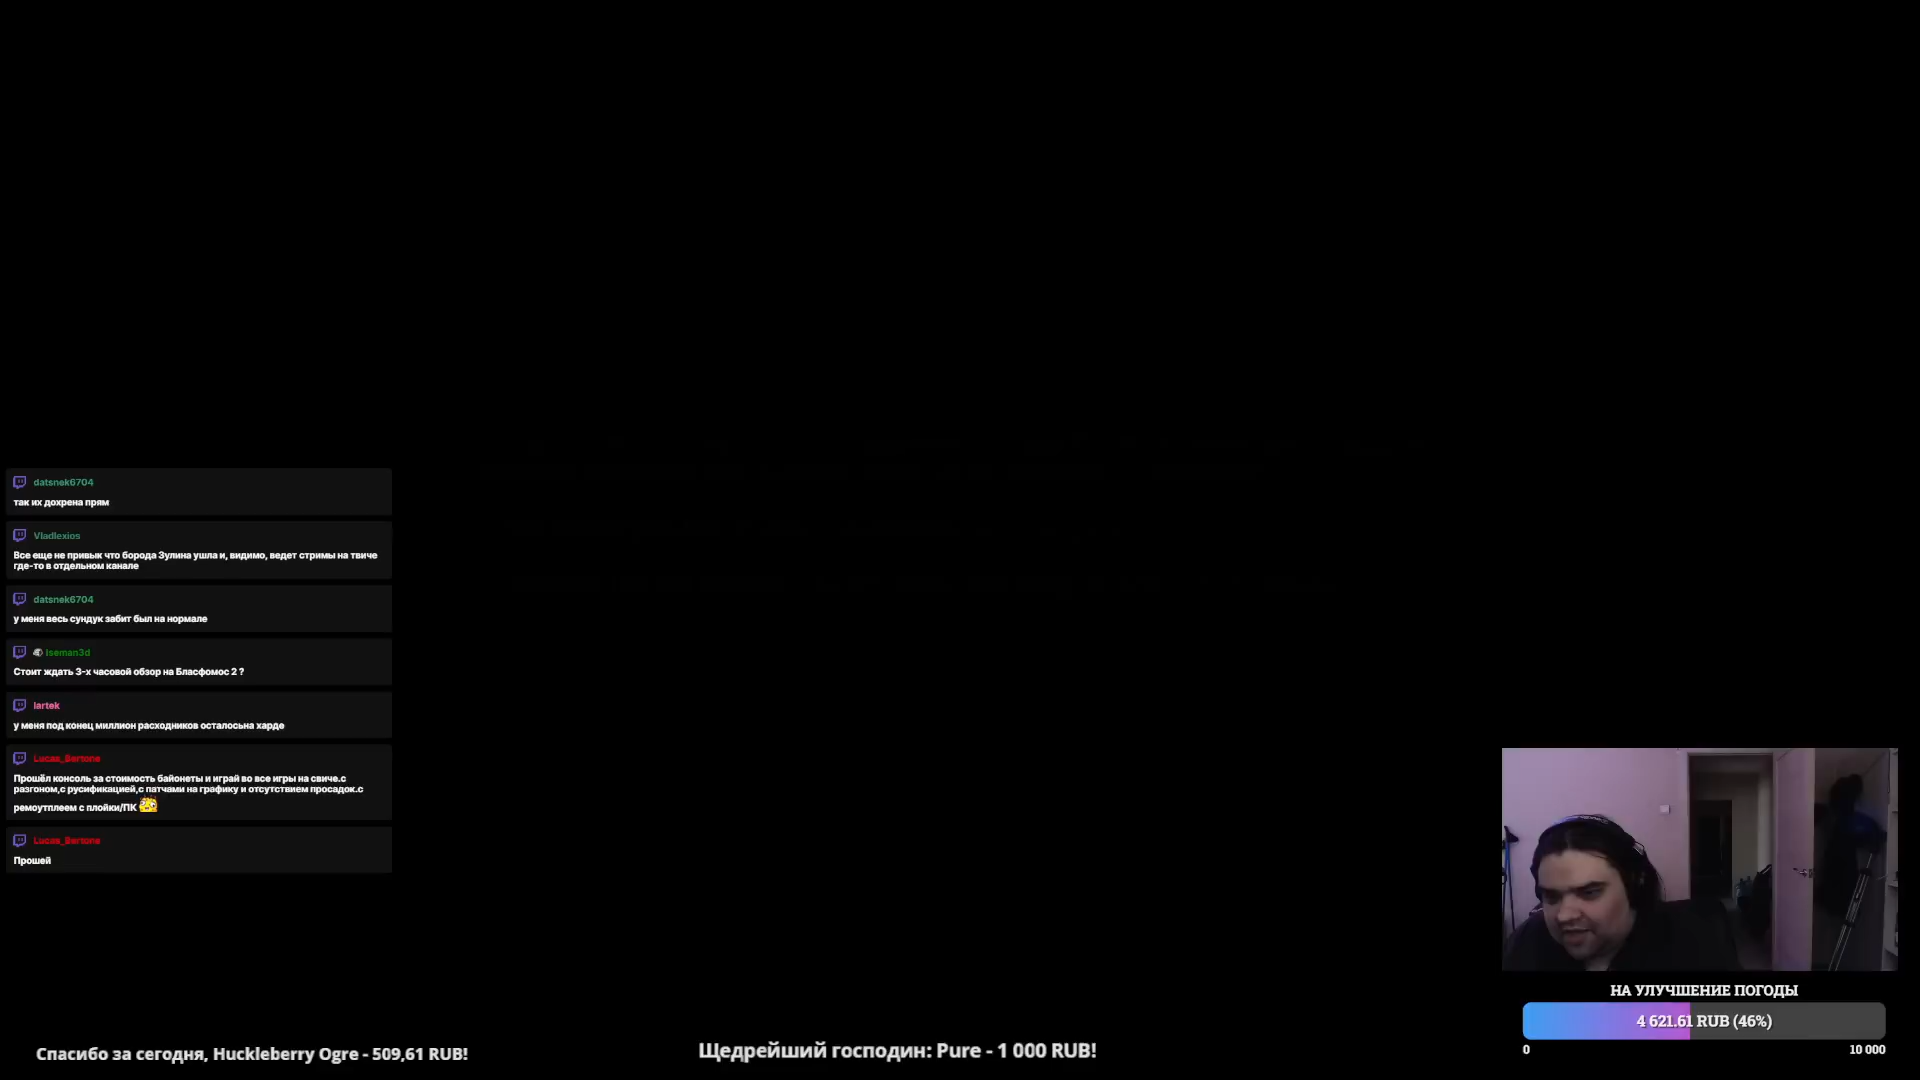 datsnek6704
так их дохрена прям
Vladlexios
Все еще не привык что борода Зулина ушла и, видимо, ведет стримы на твиче
где-то в отдельном канале
datsnek6704
у меня весь сундук забит был на нормале
Iseman3d
Стоит ждать 3-х часовой обзор на Бласфомос 2 ?
lartek
у меня под конец миллион расходников осталосьна харде
Lucas_Bertone
Прошёл консоль за стоимость байонеты и играй во все игры на свиче.с
разгоном,с русификацией,с патчами на графику и отсутствием просадок.с
ремоутплеем с плойки/ПК
Lucas_Bertone
Прошей
НА УЛУЧШЕНИЕ ПОГОДЫ
4 621.61 RUB (46%)
0 10 000
Спасибо за сегодня, Huckleberry Ogre - 509,61 RUB!
Щедрейший господин: Pure - 1 000 RUB!